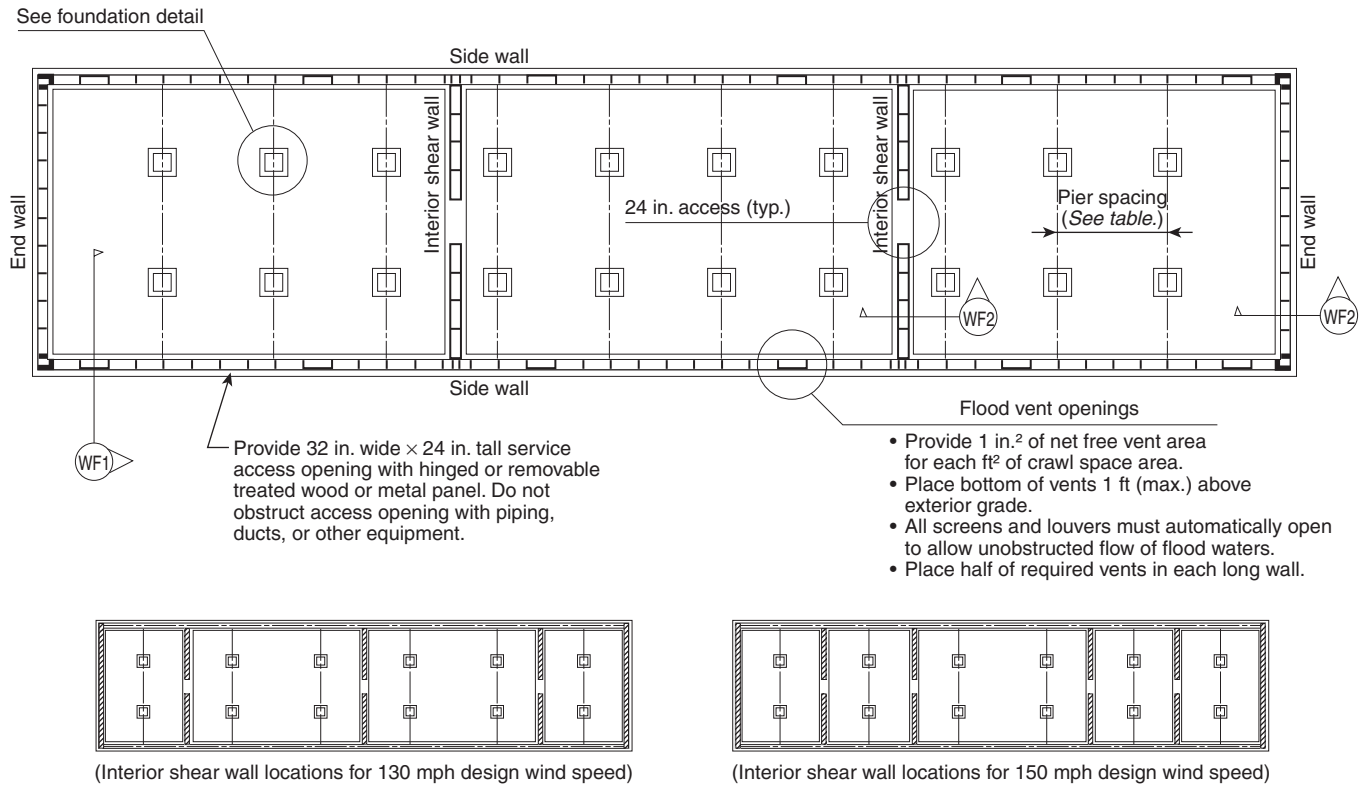 See foundation detail
Side wall
End wall
Interior shear wall
Interior shear wall
24 in. access (typ.)
Pier spacing
(See table.)
End wall
WF2
WF2
Side wall
WF1
Provide 32 in. wide × 24 in. tall service
access opening with hinged or removable
treated wood or metal panel. Do not
obstruct access opening with piping,
ducts, or other equipment.
Flood vent openings
• Provide 1 in.² of net free vent area
for each ft² of crawl space area.
• Place bottom of vents 1 ft (max.) above
exterior grade.
• All screens and louvers must automatically open
to allow unobstructed flow of flood waters.
• Place half of required vents in each long wall.
(Interior shear wall locations for 130 mph design wind speed)
(Interior shear wall locations for 150 mph design wind speed)